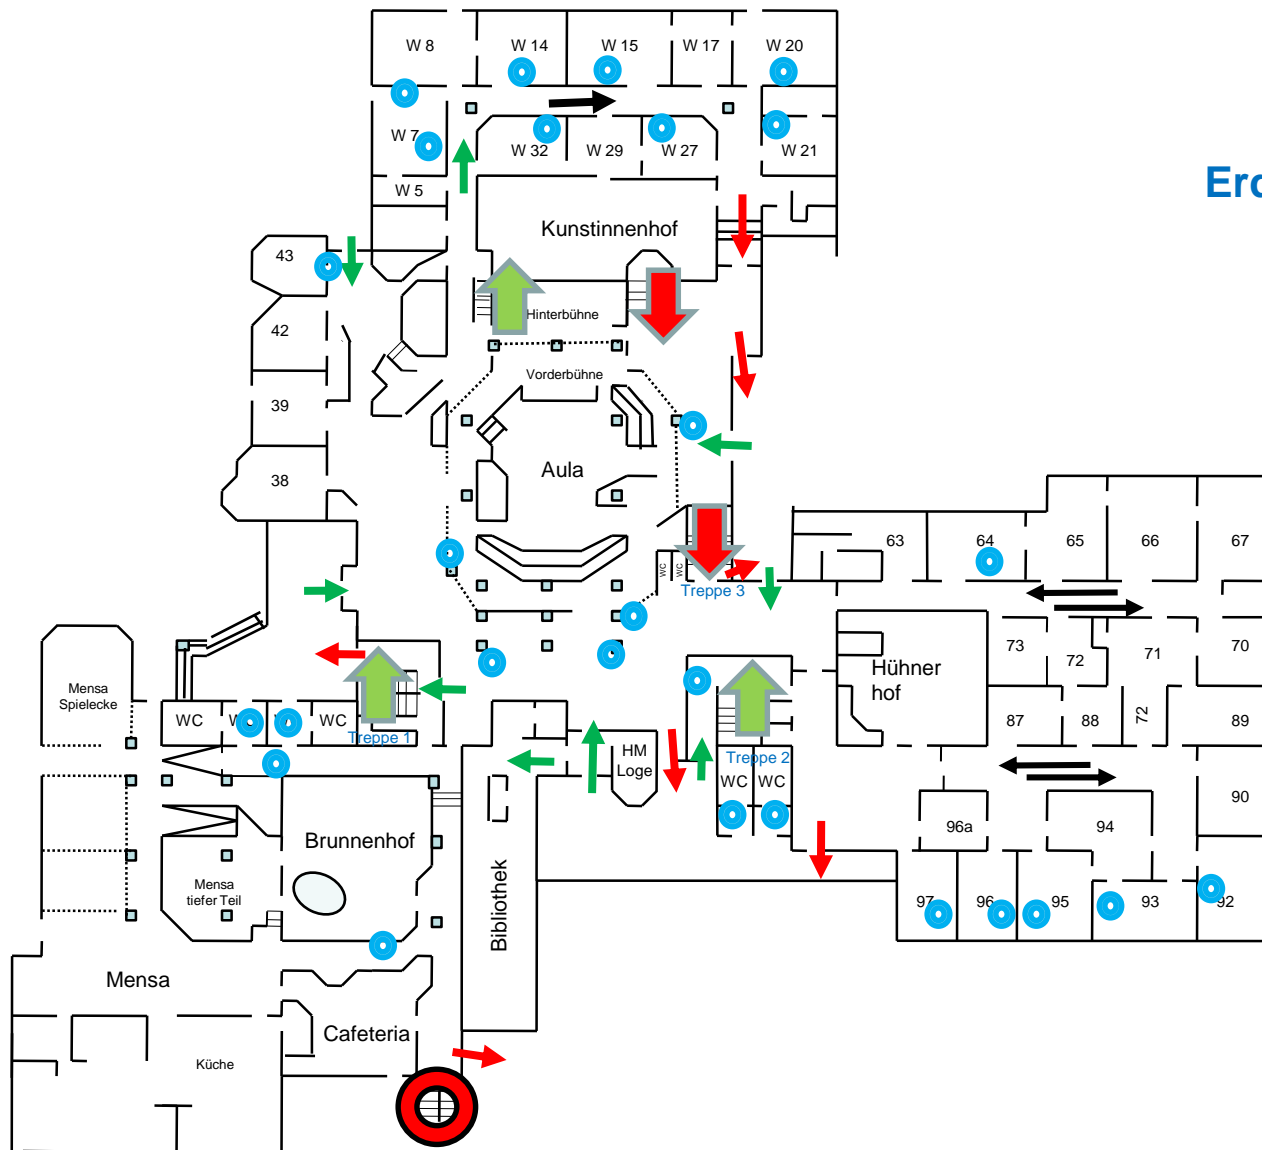 W 8
W 14
W 15
W 17
W 20
W 7
W 32
W 29
W 27
W 21
W 5
Erd
Kunstinnenhof
43
Hinterbühne
42
Vorderbühne
39
Aula
38
63
64
65
66
67
WC
WC
Treppe 3
73
72
71
70
Hühner
hof
Mensa
Spielecke
WC
WC
87
88
72
89
Treppe 1
HM
Loge
Treppe 2
WC
WC
90
96a
94
Brunnenhof
Mensa
tiefer Teil
Bibliothek
97
96
95
93
92
Mensa
Cafeteria
Küche